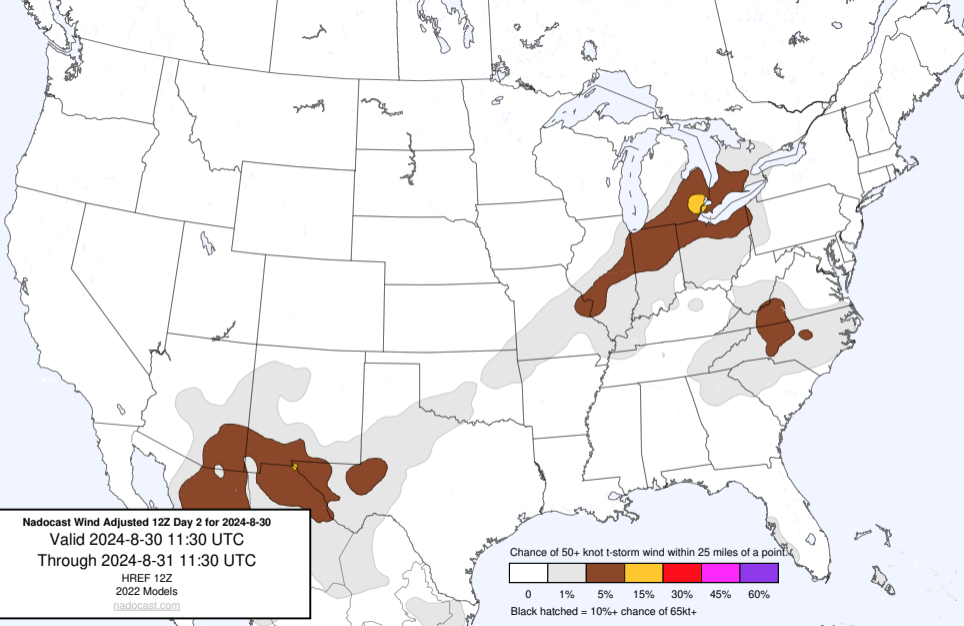 Nadocast Wind Adjusted 12Z Day 2 for 2024-8-30
Valid 2024-8-30 11:30 UTC
Through 2024-8-31 11:30 UTC
HREF 12Z
2022 Models
nadocast.com
Chance of 50+ knot t-storm wind within 25 miles of a point.
0 1% 5% 15% 30% 45% 60%
Black hatched = 10%+ chance of 65kt+